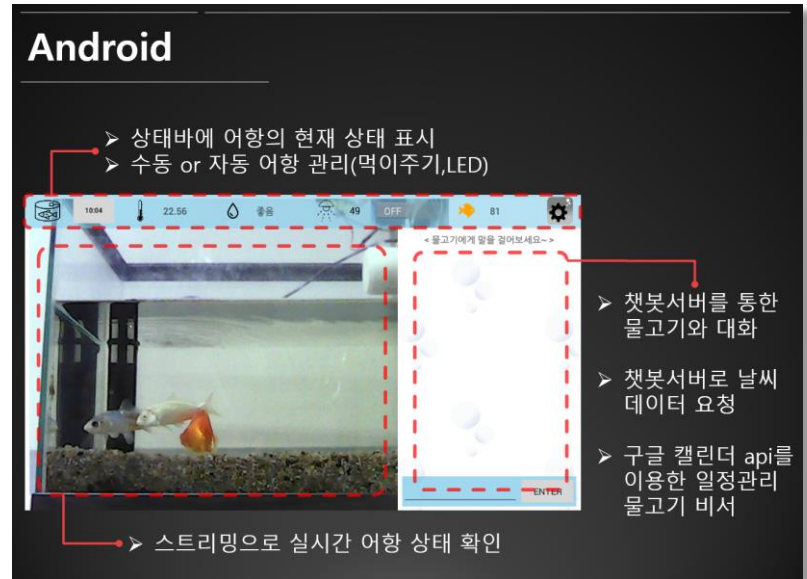 Android
➢ 상태바에 어항의 현재 상태 표시
➢ 수동 or 자동 어항 관리(먹이주기,LED)
10:04 22.56 좋음 49 OFF 81
< 물고기에게 말을 걸어보세요~ >
ENTER
➢ 챗봇서버를 통한
물고기와 대화
➢ 챗봇서버로 날씨
데이터 요청
➢ 구글 캘린더 api를
이용한 일정관리
물고기 비서
➢ 스트리밍으로 실시간 어항 상태 확인